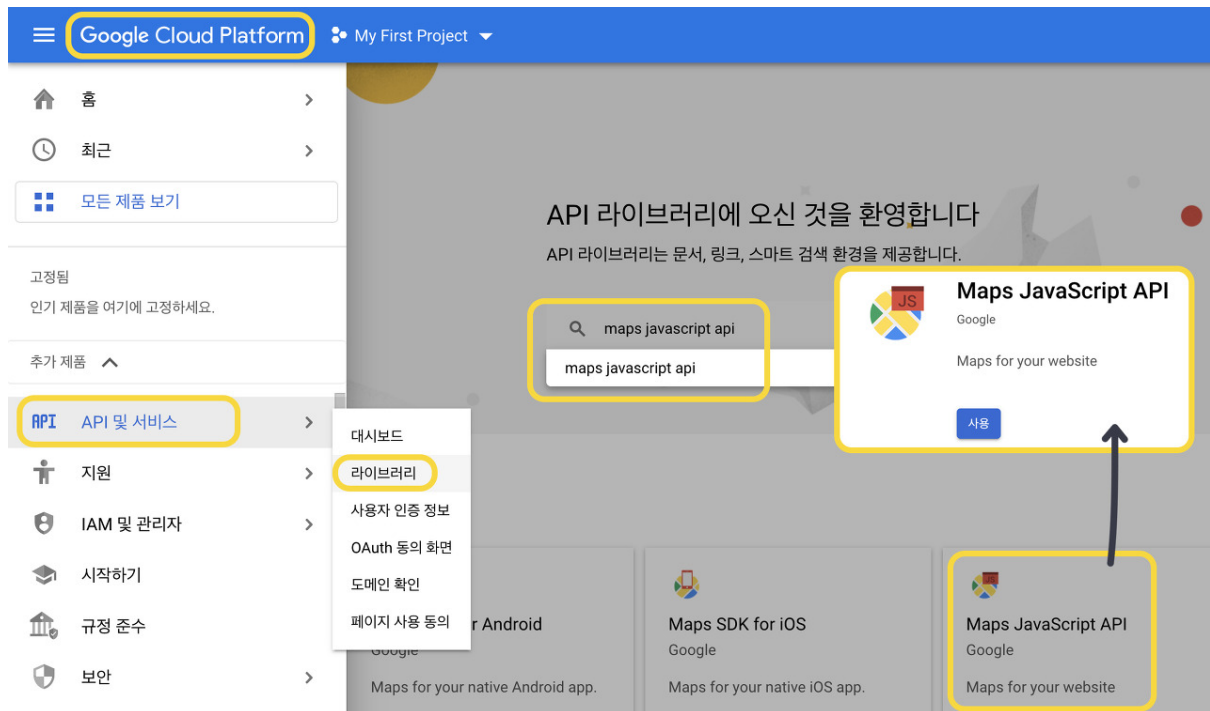 Google Cloud Platform
My First Project
홈
최근
모든 제품 보기
고정됨
인기 제품을 여기에 고정하세요.
추가 제품
API API 및 서비스
지원
IAM 및 관리자
시작하기
규정 준수
보안
대시보드
라이브러리
사용자 인증 정보
OAuth 동의 화면
도메인 확인
페이지 사용 동의
API 라이브러리에 오신 것을 환영합니다
API 라이브러리는 문서, 링크, 스마트 검색 환경을 제공합니다.
maps javascript api
maps javascript api
JS
Maps JavaScript API
Google
Maps for your website
사용
r Android
Google
Maps for your native Android app.
Maps SDK for iOS
Google
Maps for your native iOS app.
JS
Maps JavaScript API
Google
Maps for your website